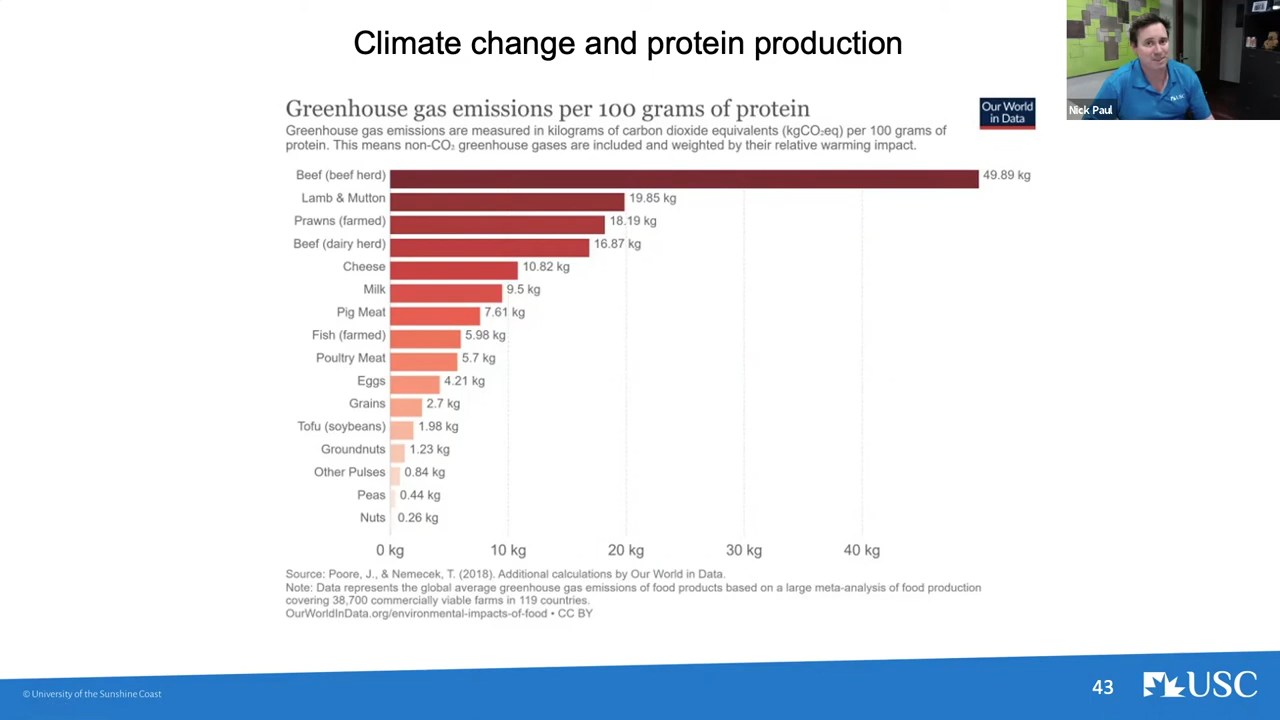 Climate change and protein production
Nick Paul
USC
Greenhouse gas emissions per 100 grams of protein
Our World
in Data
Greenhouse gas emissions are measured in kilograms of carbon dioxide equivalents (kgCO₂eq) per 100 grams of
protein. This means non-CO₂ greenhouse gases are included and weighted by their relative warming impact.
Beef (beef herd) 49.89 kg
Lamb & Mutton 19.85 kg
Prawns (farmed) 18.19 kg
Beef (dairy herd) 16.87 kg
Cheese 10.82 kg
Milk 9.5 kg
Pig Meat 7.61 kg
Fish (farmed) 5.98 kg
Poultry Meat 5.7 kg
Eggs 4.21 kg
Grains 2.7 kg
Tofu (soybeans) 1.98 kg
Groundnuts 1.23 kg
Other Pulses 0.84 kg
Peas 0.44 kg
Nuts 0.26 kg
0 kg 10 kg 20 kg 30 kg 40 kg
Source: Poore, J., & Nemecek, T. (2018). Additional calculations by Our World in Data.
Note: Data represents the global average greenhouse gas emissions of food products based on a large meta-analysis of food production
covering 38,700 commercially viable farms in 119 countries.
OurWorldInData.org/environmental-impacts-of-food • CC BY
© University of the Sunshine Coast
43
USC